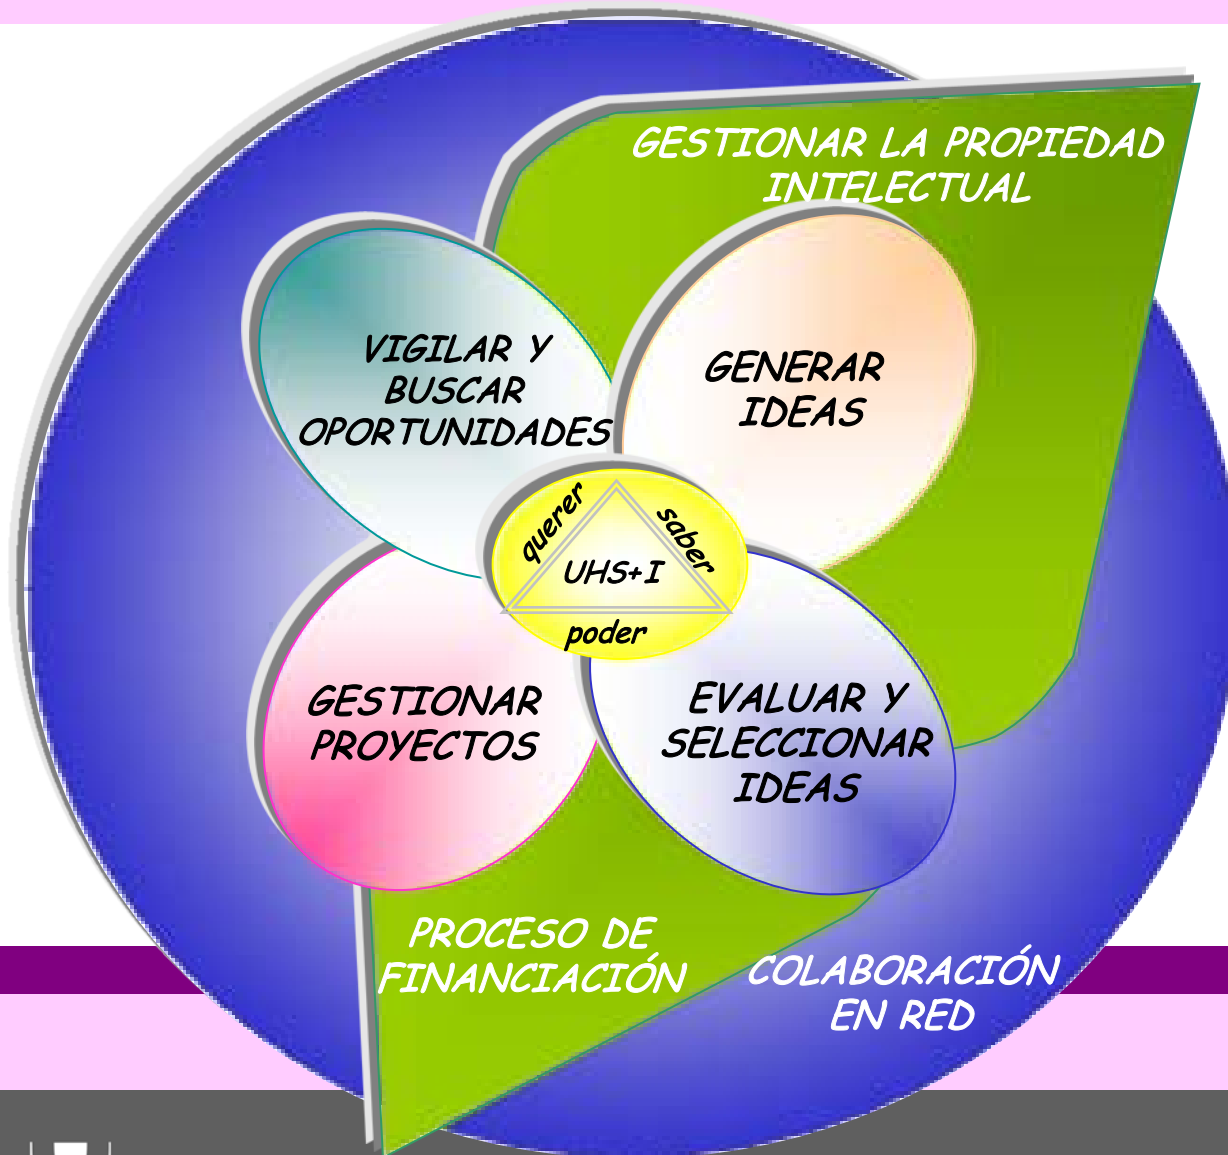 GESTIONAR LA PROPIEDAD
INTELECTUAL
VIGILAR Y
BUSCAR
OPORTUNIDADES
GENERAR
IDEAS
querer
saber
UHS+I
poder
GESTIONAR
PROYECTOS
EVALUAR Y
SELECCIONAR
IDEAS
PROCESO DE
FINANCIACIÓN
COLABORACIÓN
EN RED